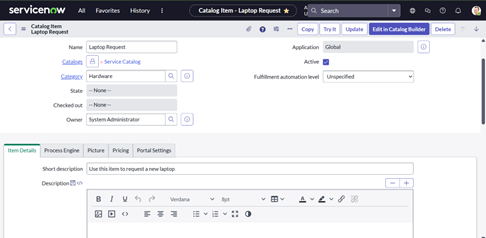 servicenow All Favorites History Catalog Item - Laptop Request Search
Catalog Item
Laptop Request
Copy Try It Update Edit in Catalog Builder Delete
Name Laptop Request Application Global
Catalogs - Service Catalog Active
Category Hardware Fulfillment automation level Unspecified
State -- None --
Checked out -- None --
Owner System Administrator
Item Details Process Engine Picture Pricing Portal Settings
Short description Use this item to request a new laptop
Description
B I U Verdana 8pt A